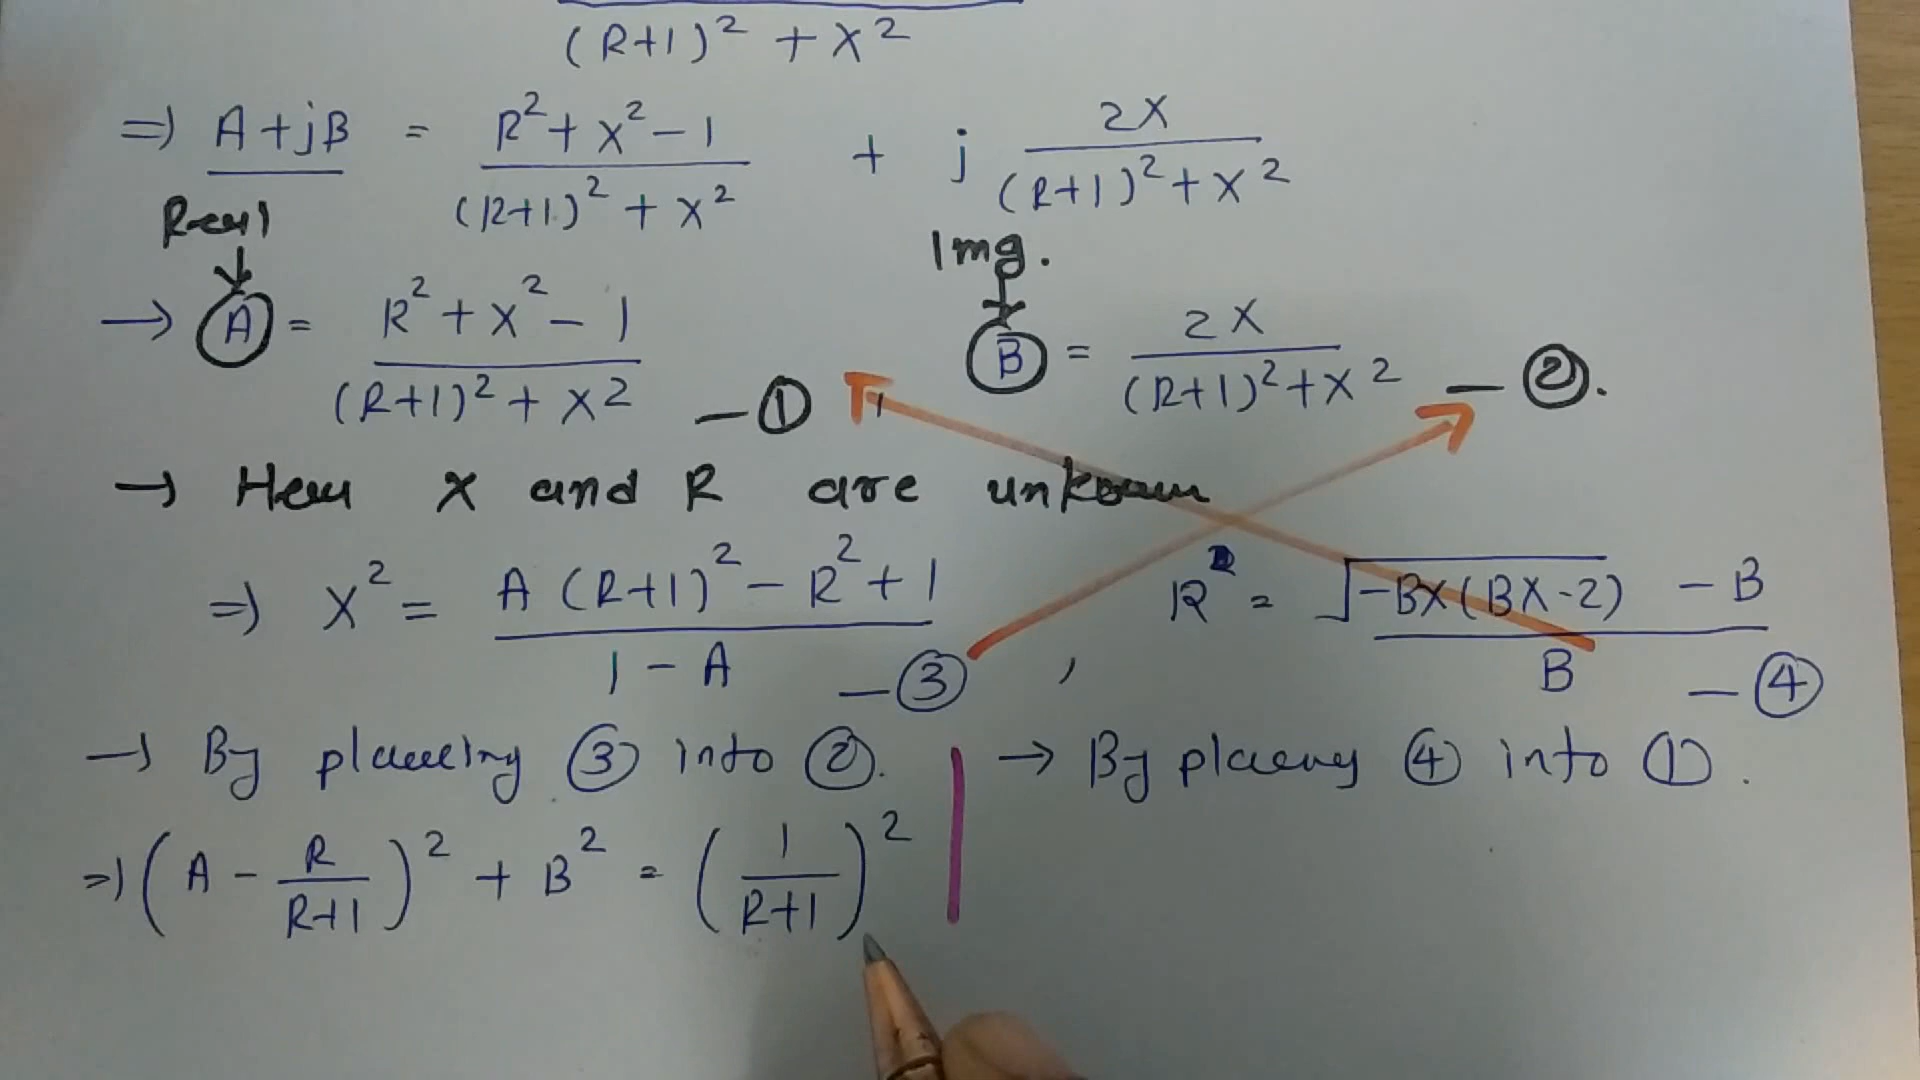 (R+1)² + X²
=> A + jB = R² + X² - 1 / (R+1)² + X² + j 2X / (R+1)² + X²
Real Img.
→ A = R² + X² - 1 / (R+1)² + X² - ① , B = 2X / (R+1)² + X² - ②.
→ Here X and R are unknown
=> X² = A (R+1)² - R² + 1 / 1 - A - ③ , R = √-BX(BX-2) - B / B - ④
→ By placing ③ into ②. → By placing ④ into ①.
=> (A - R / R+1)² + B² = (1 / R+1)²